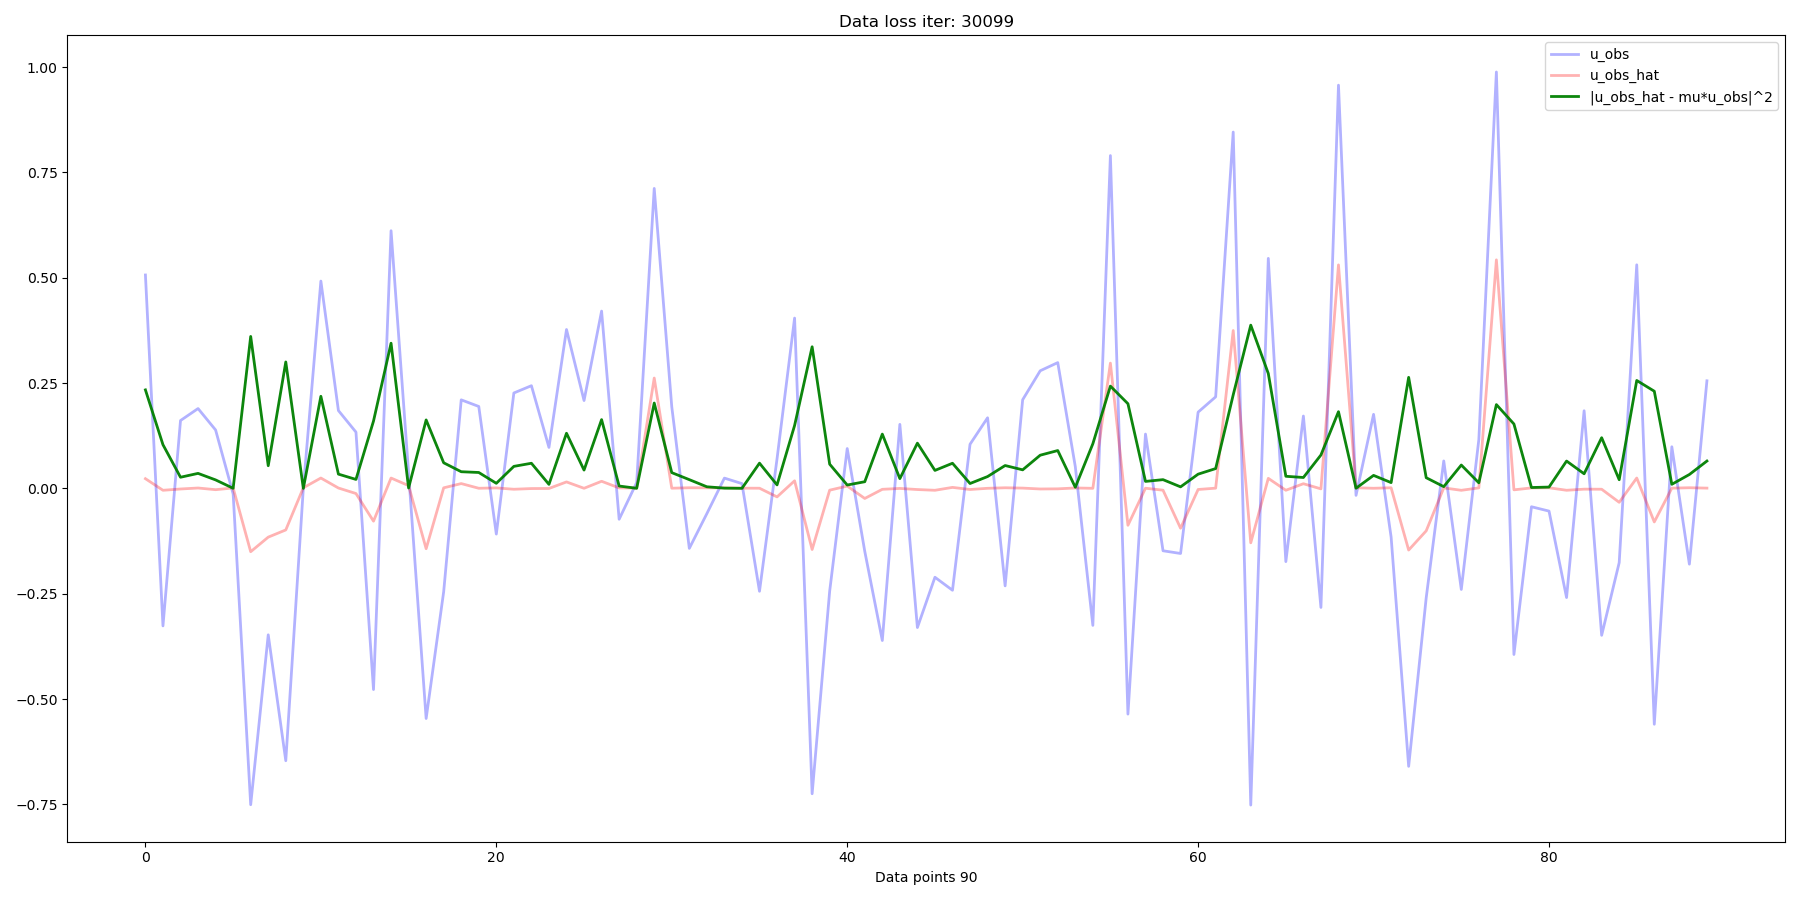 Data loss iter: 30099
u_obs
u_obs_hat
|u_obs_hat - mu*u_obs|^2
1.00
0.75
0.50
0.25
0.00
−0.25
−0.50
−0.75
0 20 40 60 80
Data points 90